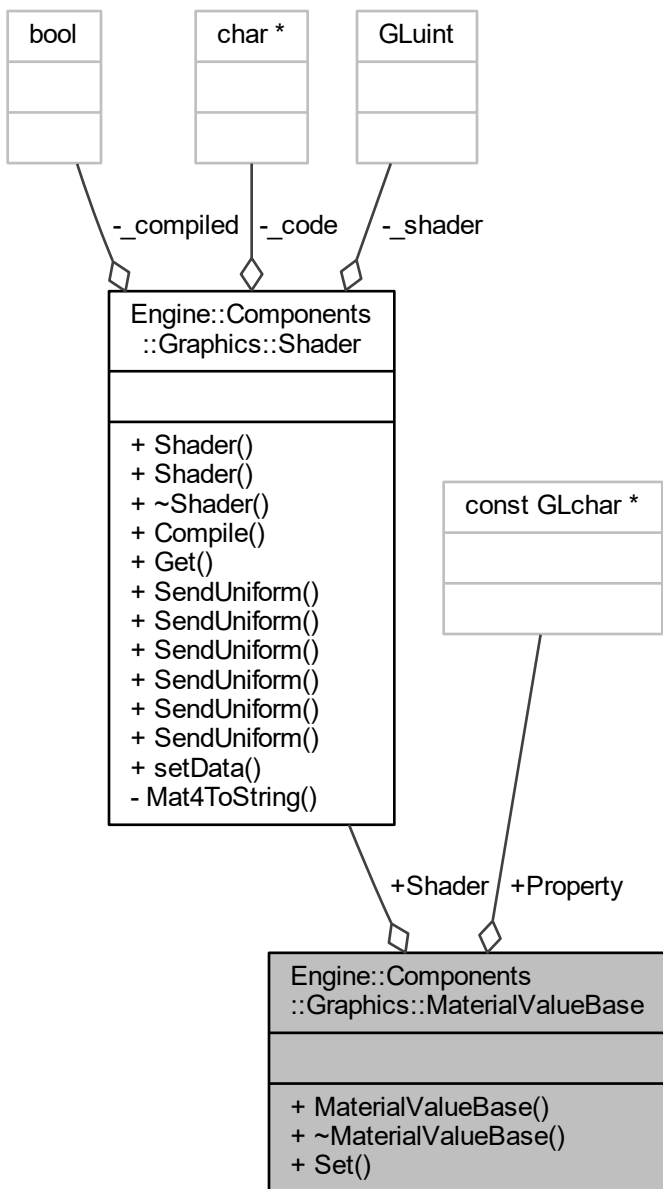 bool
char *
GLuint
-_compiled
-_code
-_shader
Engine::Components
::Graphics::Shader
+ Shader()
+ Shader()
+ ~Shader()
+ Compile()
+ Get()
+ SendUniform()
+ SendUniform()
+ SendUniform()
+ SendUniform()
+ SendUniform()
+ SendUniform()
+ setData()
- Mat4ToString()
const GLchar *
+Shader
+Property
Engine::Components
::Graphics::MaterialValueBase
+ MaterialValueBase()
+ ~MaterialValueBase()
+ Set()